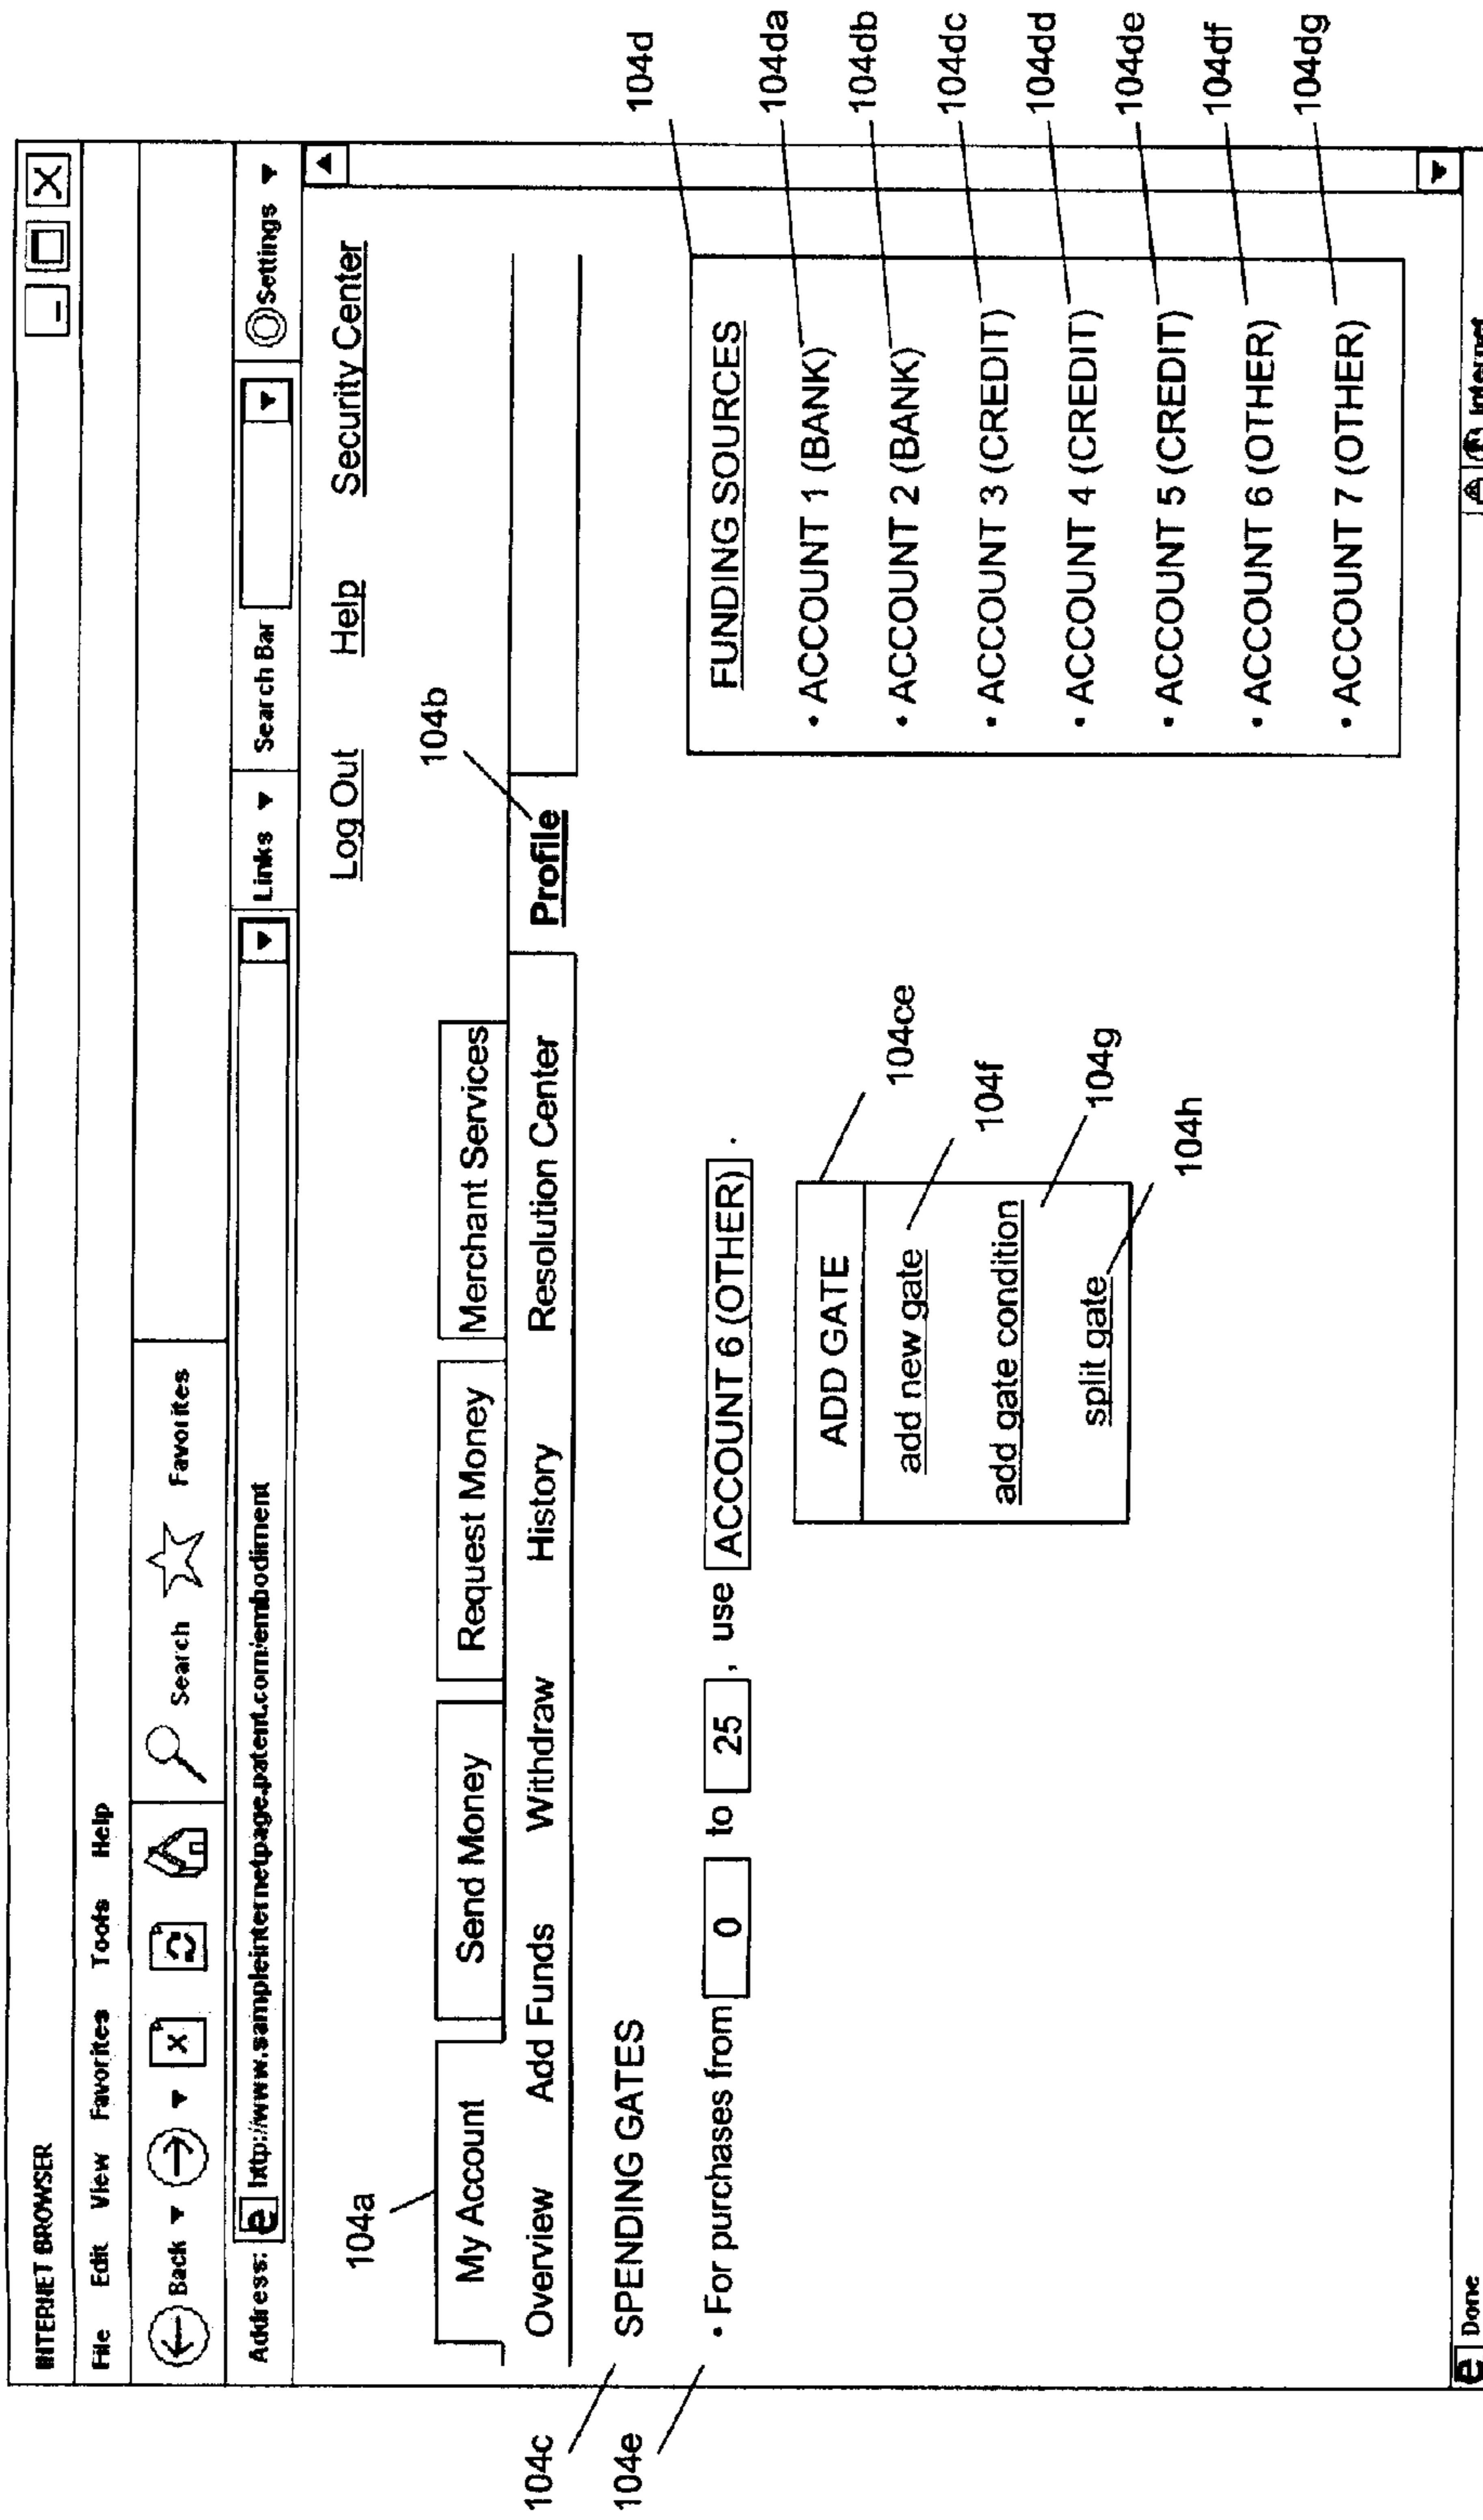 INTERNET BROWSER
File Edit View Favorites Tools Help
Back Search Favorites
Address: http://www.sampleinternetpage.patent.com/embodiment Links Search Bar Settings
Log Out Help Security Center
104a
104b
My Account Send Money Request Money Merchant Services
Overview Add Funds Withdraw History Resolution Center Profile
104c
SPENDING GATES
104d
104e
• For purchases from 0 to 25 , use ACCOUNT 6 (OTHER) .
FUNDING SOURCES
• ACCOUNT 1 (BANK) 104da
• ACCOUNT 2 (BANK) 104db
• ACCOUNT 3 (CREDIT) 104dc
• ACCOUNT 4 (CREDIT) 104dd
• ACCOUNT 5 (CREDIT) 104de
• ACCOUNT 6 (OTHER) 104df
• ACCOUNT 7 (OTHER) 104dg
ADD GATE 104ce
add new gate 104f
add gate condition 104g
split gate 104h
Done Internet